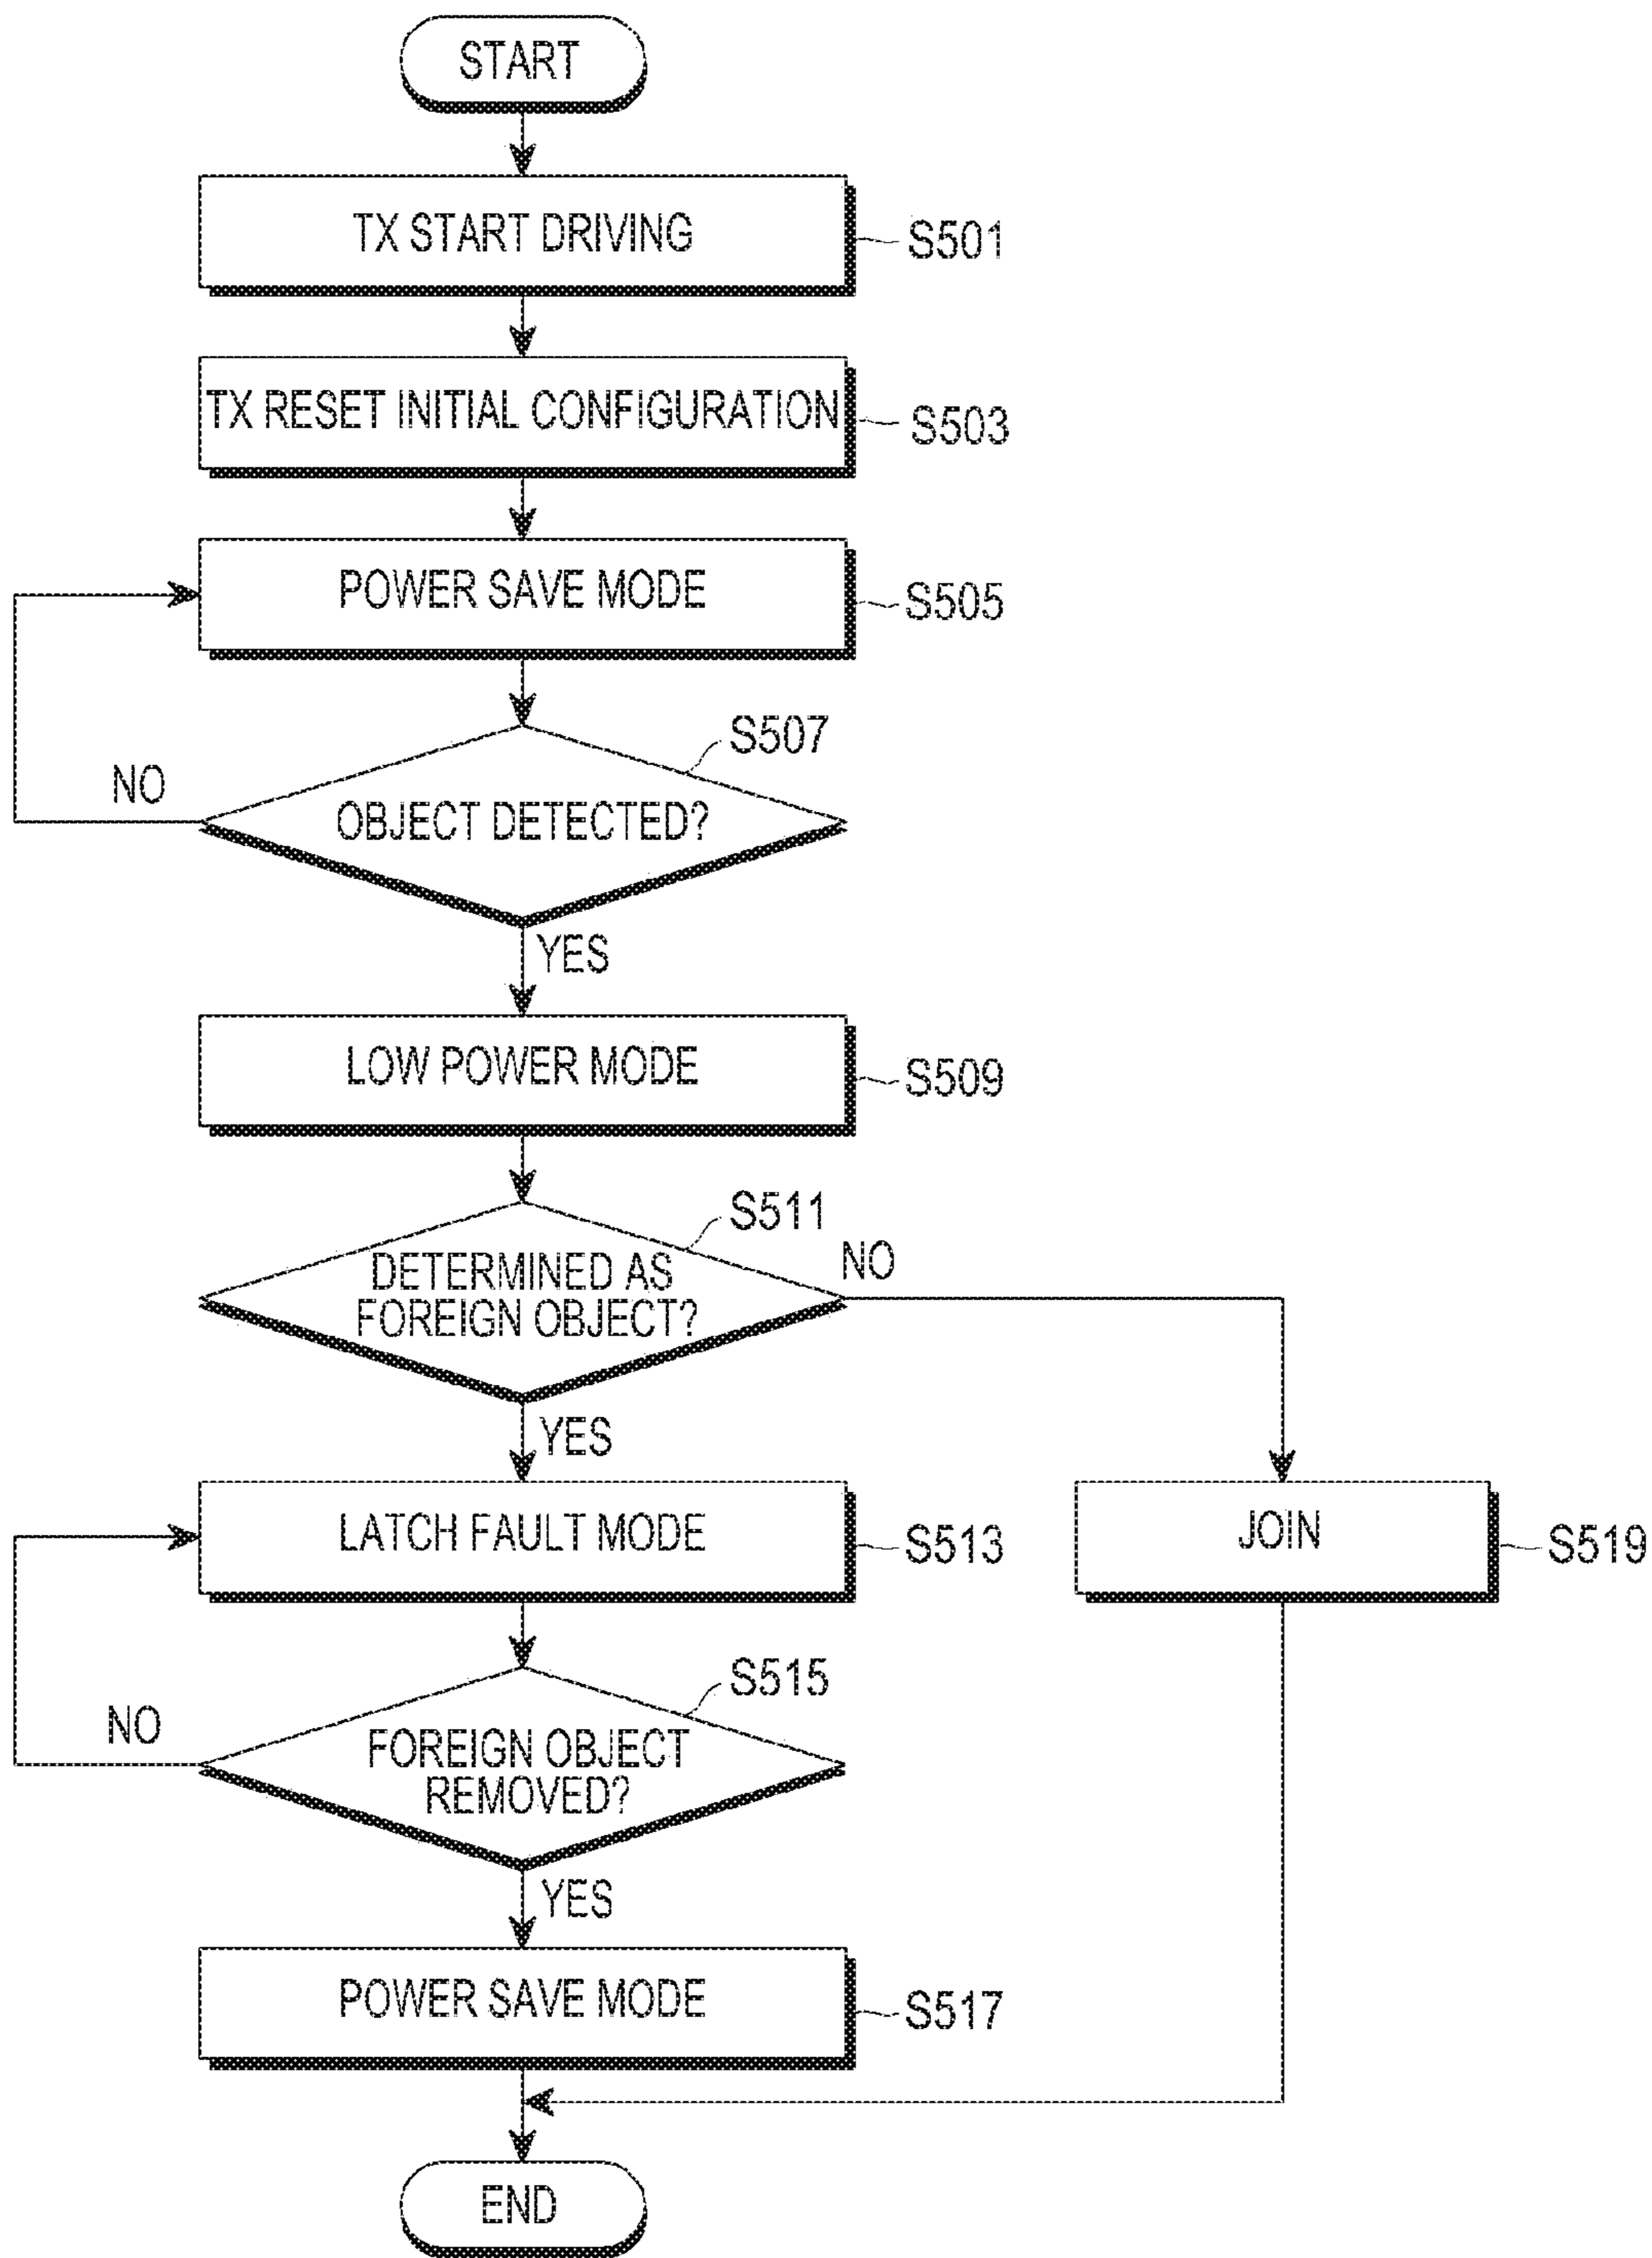 START
TX START DRIVING
S501
TX RESET INITIAL CONFIGURATION
S503
POWER SAVE MODE
S505
S507
NO
OBJECT DETECTED?
YES
LOW POWER MODE
S509
S511
DETERMINED AS
FOREIGN OBJECT?
NO
YES
LATCH FAULT MODE
S513
JOIN
S519
S515
NO
FOREIGN OBJECT
REMOVED?
YES
POWER SAVE MODE
S517
END